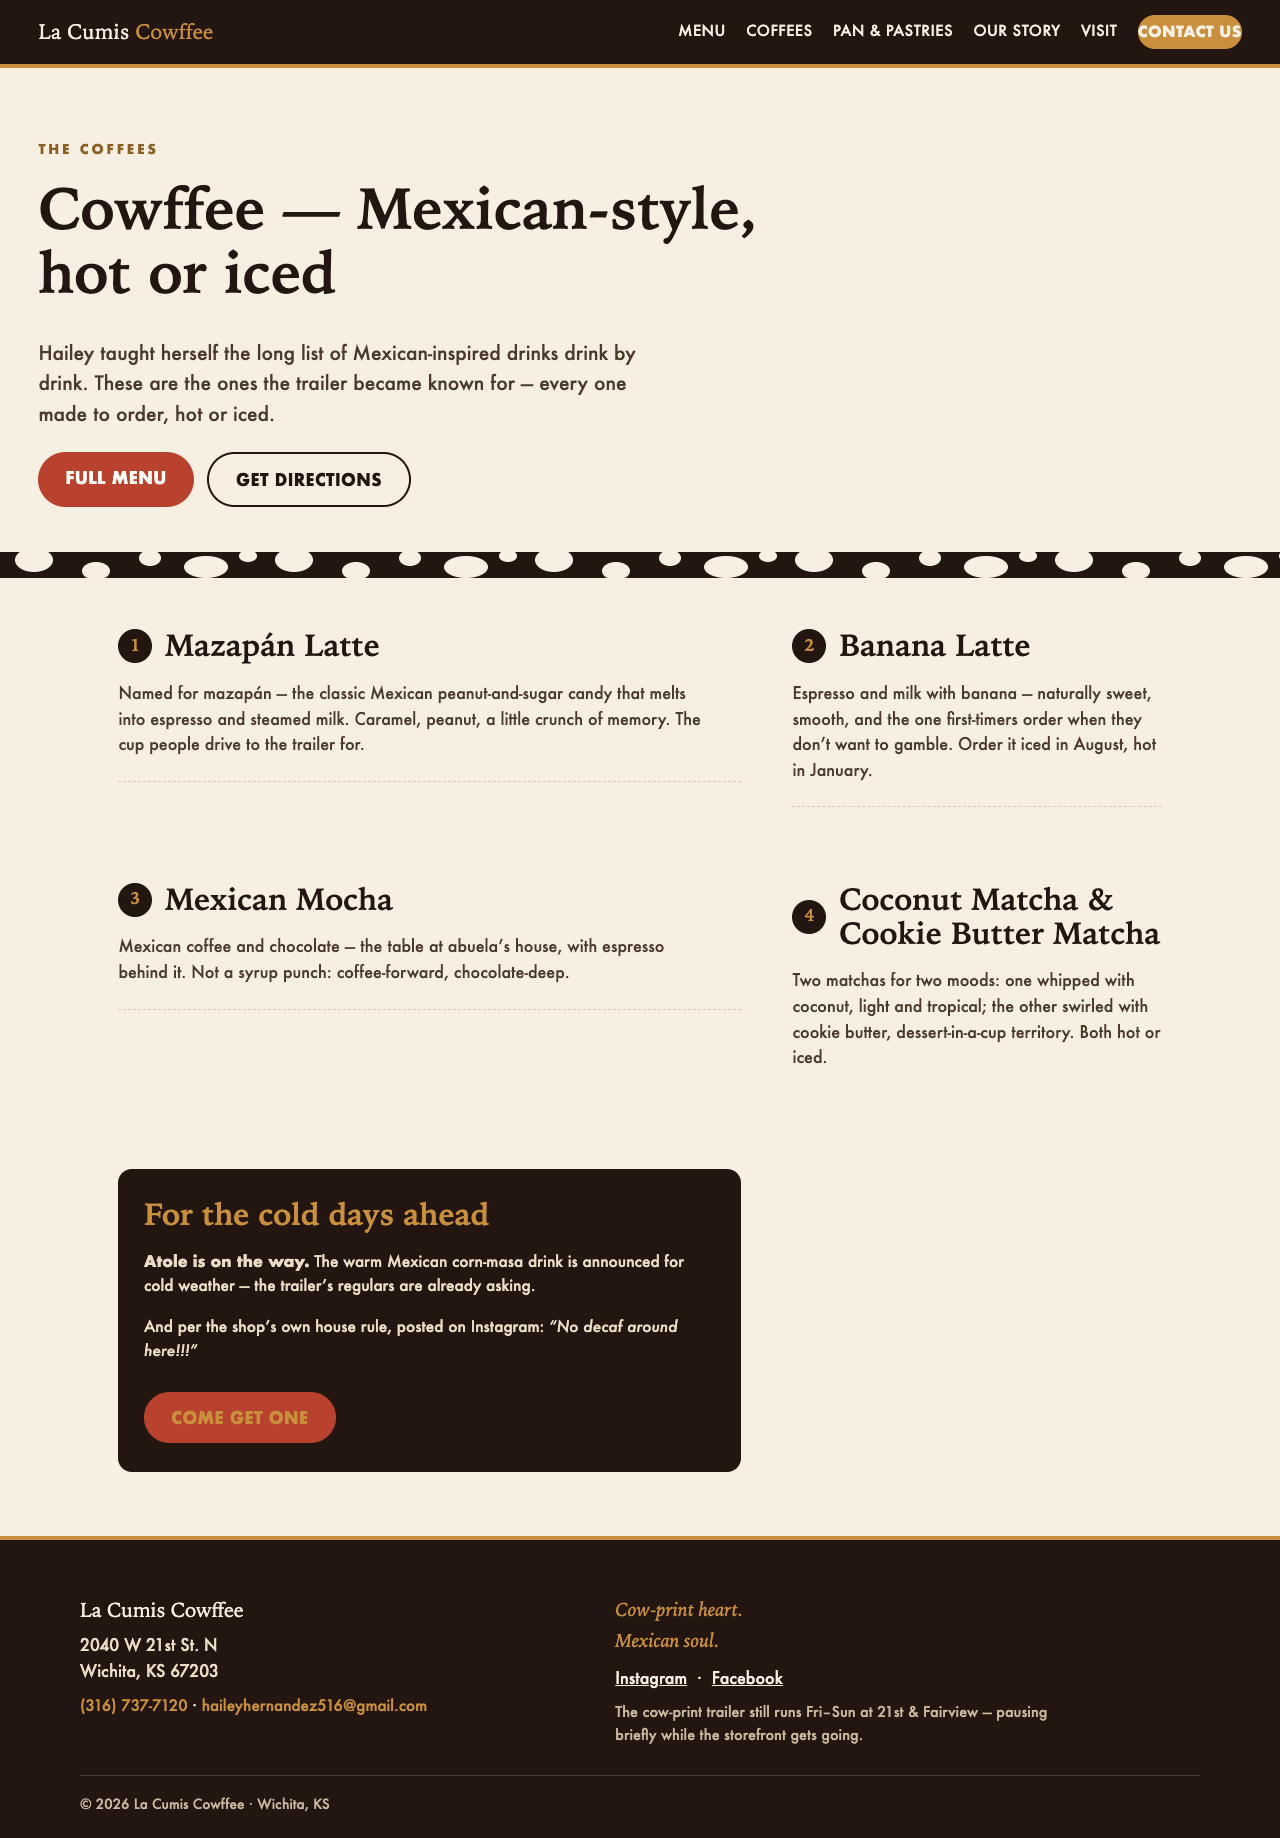 La Cumis Cowffee
MENU
COFFEES
PAN & PASTRIES
OUR STORY
VISIT
CONTACT US
THE COFFEES
Cowffee — Mexican-style,
hot or iced
Hailey taught herself the long list of Mexican-inspired drinks drink by
drink. These are the ones the trailer became known for — every one
made to order, hot or iced.
FULL MENU
GET DIRECTIONS
1 Mazapán Latte
Named for mazapán — the classic Mexican peanut-and-sugar candy that melts
into espresso and steamed milk. Caramel, peanut, a little crunch of memory. The
cup people drive to the trailer for.
2 Banana Latte
Espresso and milk with banana — naturally sweet,
smooth, and the one first-timers order when they
don’t want to gamble. Order it iced in August, hot
in January.
3 Mexican Mocha
Mexican coffee and chocolate — the table at abuela’s house, with espresso
behind it. Not a syrup punch: coffee-forward, chocolate-deep.
4 Coconut Matcha &
Cookie Butter Matcha
Two matchas for two moods: one whipped with
coconut, light and tropical; the other swirled with
cookie butter, dessert-in-a-cup territory. Both hot or
iced.
For the cold days ahead
Atole is on the way. The warm Mexican corn-masa drink is announced for
cold weather — the trailer’s regulars are already asking.
And per the shop’s own house rule, posted on Instagram: “No decaf around
here!!!”
COME GET ONE
La Cumis Cowffee
2040 W 21st St. N
Wichita, KS 67203
(316) 737-7120 · haileyhernandez516@gmail.com
Cow-print heart.
Mexican soul.
Instagram · Facebook
The cow-print trailer still runs Fri–Sun at 21st & Fairview — pausing
briefly while the storefront gets going.
© 2026 La Cumis Cowffee · Wichita, KS